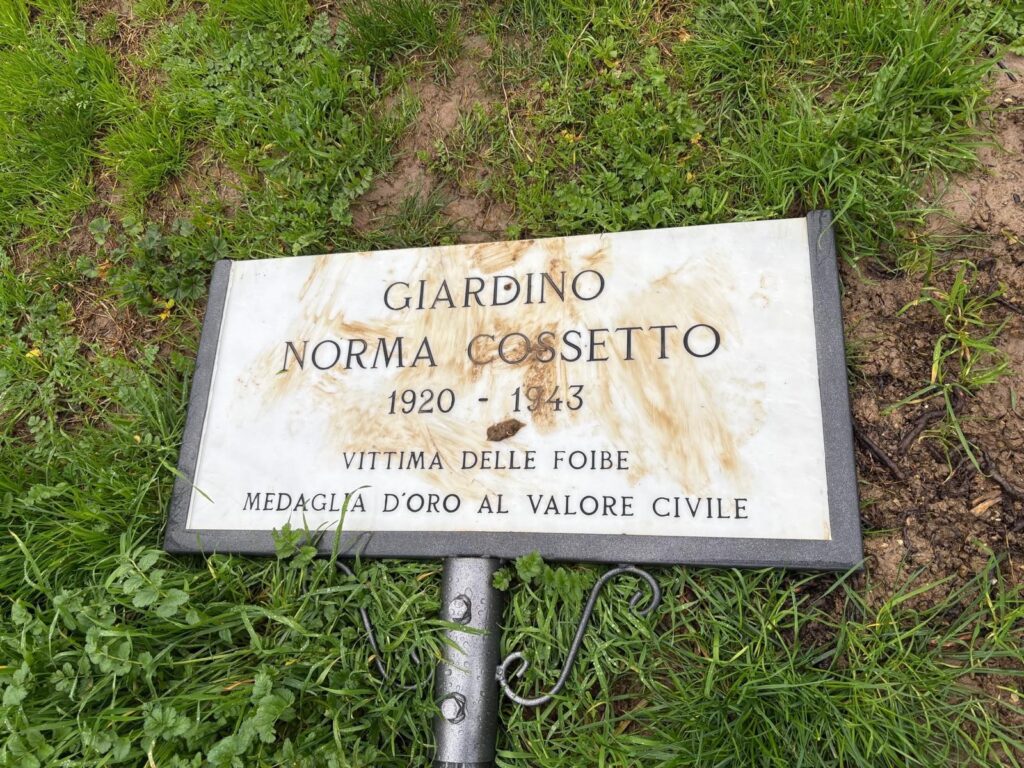 GIARDINO
NORMA COSSETTO
1920 - 1943
VITTIMA DELLE FOIBE
MEDAGLIA D'ORO AL VALORE CIVILE